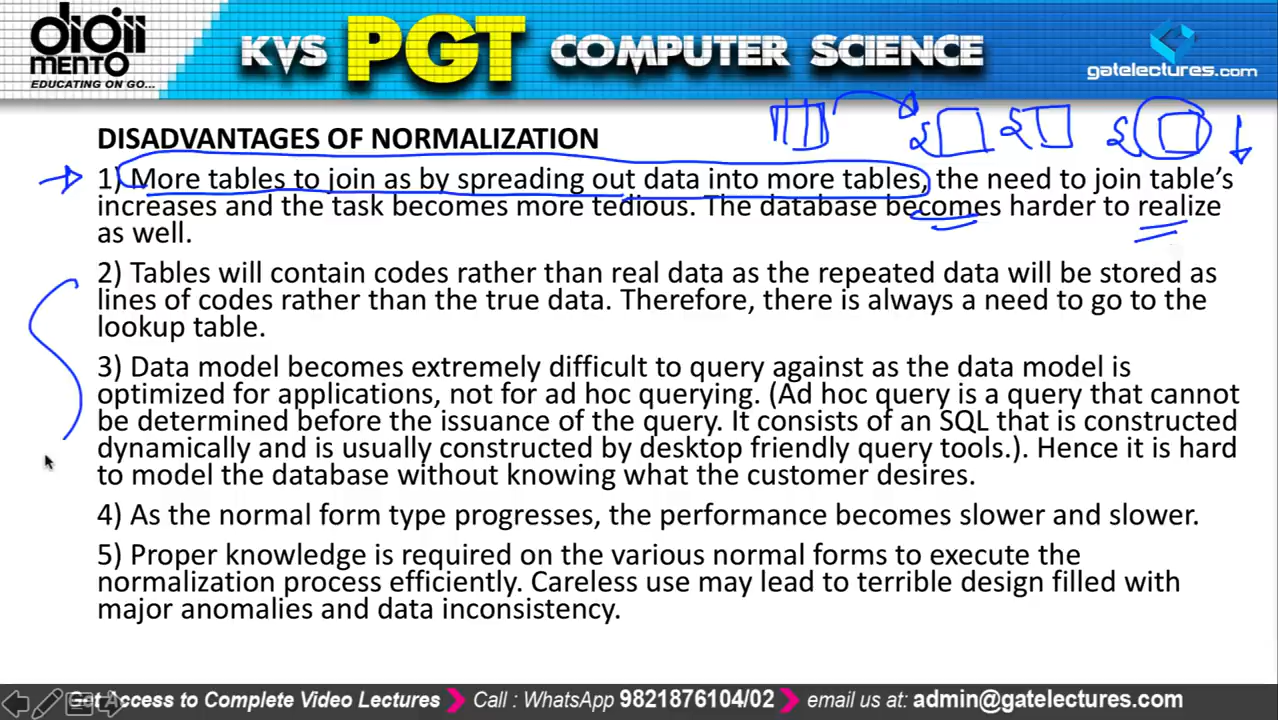 digii
MENTO
EDUCATING ON GO...
KVS PGT COMPUTER SCIENCE
gatelectures.com
DISADVANTAGES OF NORMALIZATION
1) More tables to join as by spreading out data into more tables, the need to join table's
increases and the task becomes more tedious. The database becomes harder to realize
as well.
2) Tables will contain codes rather than real data as the repeated data will be stored as
lines of codes rather than the true data. Therefore, there is always a need to go to the
lookup table.
3) Data model becomes extremely difficult to query against as the data model is
optimized for applications, not for ad hoc querying. (Ad hoc query is a query that cannot
be determined before the issuance of the query. It consists of an SQL that is constructed
dynamically and is usually constructed by desktop friendly query tools.). Hence it is hard
to model the database without knowing what the customer desires.
4) As the normal form type progresses, the performance becomes slower and slower.
5) Proper knowledge is required on the various normal forms to execute the
normalization process efficiently. Careless use may lead to terrible design filled with
major anomalies and data inconsistency.
Get Access to Complete Video Lectures Call : WhatsApp 9821876104/02 email us at: admin@gatelectures.com